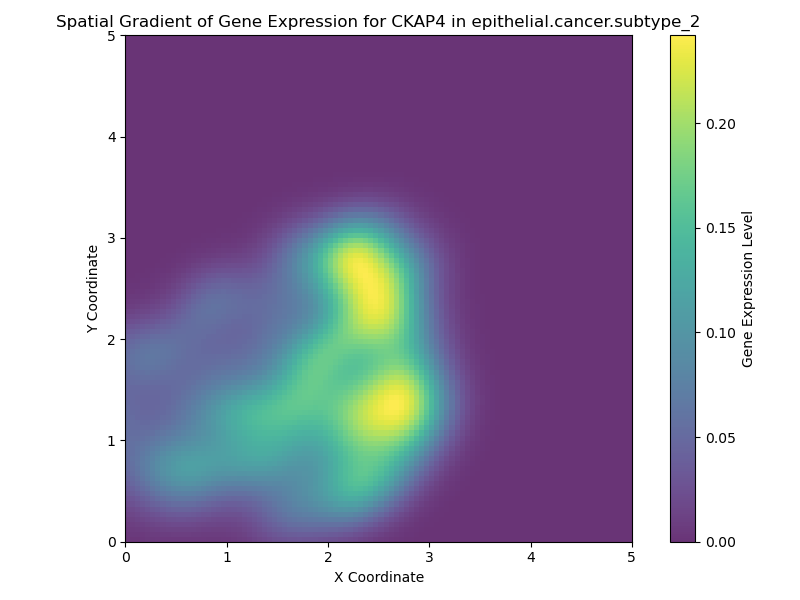 Spatial Gradient of Gene Expression for CKAP4 in epithelial.cancer.subtype_2
5
4
3
2
1
0
Y Coordinate
0 1 2 3 4 5
X Coordinate
0.20
0.15
0.10
0.05
0.00
Gene Expression Level